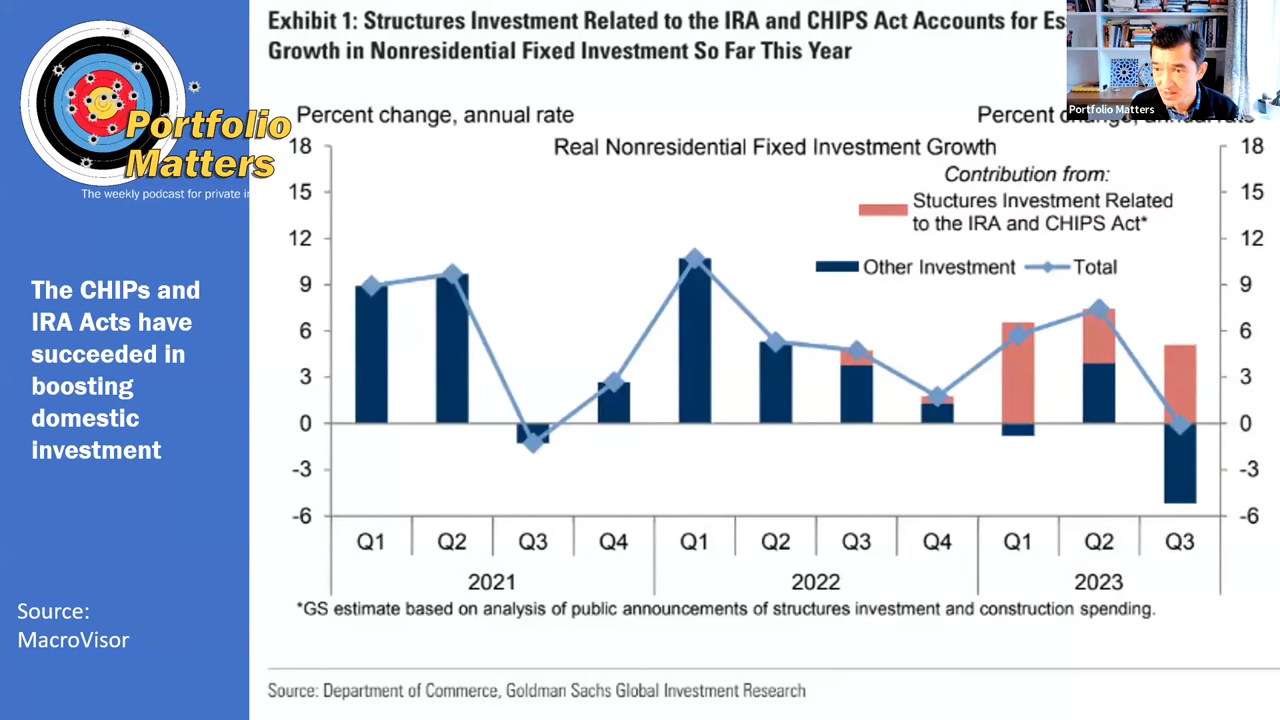 Exhibit 1: Structures Investment Related to the IRA and CHIPS Act Accounts for
Growth in Nonresidential Fixed Investment So Far This Year
Portfolio Matters
Portfolio
Matters
The weekly podcast for private
The CHIPs and
IRA Acts have
succeeded in
boosting
domestic
investment
Source:
MacroVisor
Percent change, annual rate
Percent change, annual rate
Real Nonresidential Fixed Investment Growth
Contribution from:
Stuctures Investment Related
to the IRA and CHIPS Act*
Other Investment
Total
18
15
12
9
6
3
0
-3
-6
18
15
12
9
6
3
0
-3
-6
Q1 Q2 Q3 Q4 Q1 Q2 Q3 Q4 Q1 Q2 Q3
2021 2022 2023
*GS estimate based on analysis of public announcements of structures investment and construction spending.
Source: Department of Commerce, Goldman Sachs Global Investment Research